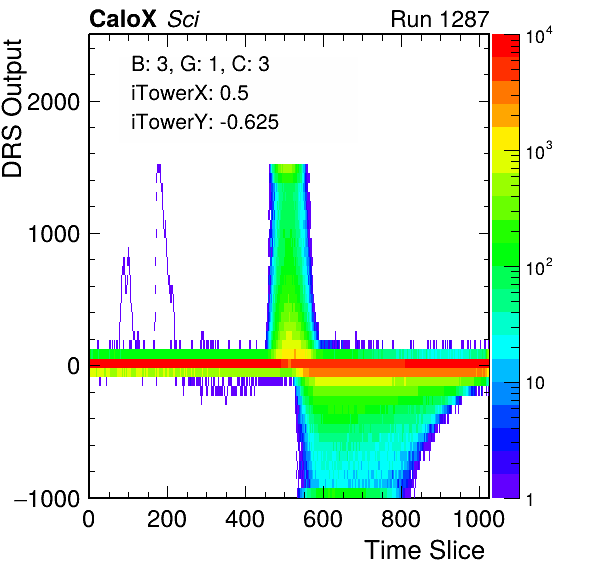 CaloX Sci Run 1287
B: 3, G: 1, C: 3
iTowerX: 0.5
iTowerY: -0.625
DRS Output
2000
1000
0
−1000
0 200 400 600 800 1000
Time Slice
10^4
10^3
10^2
10
1